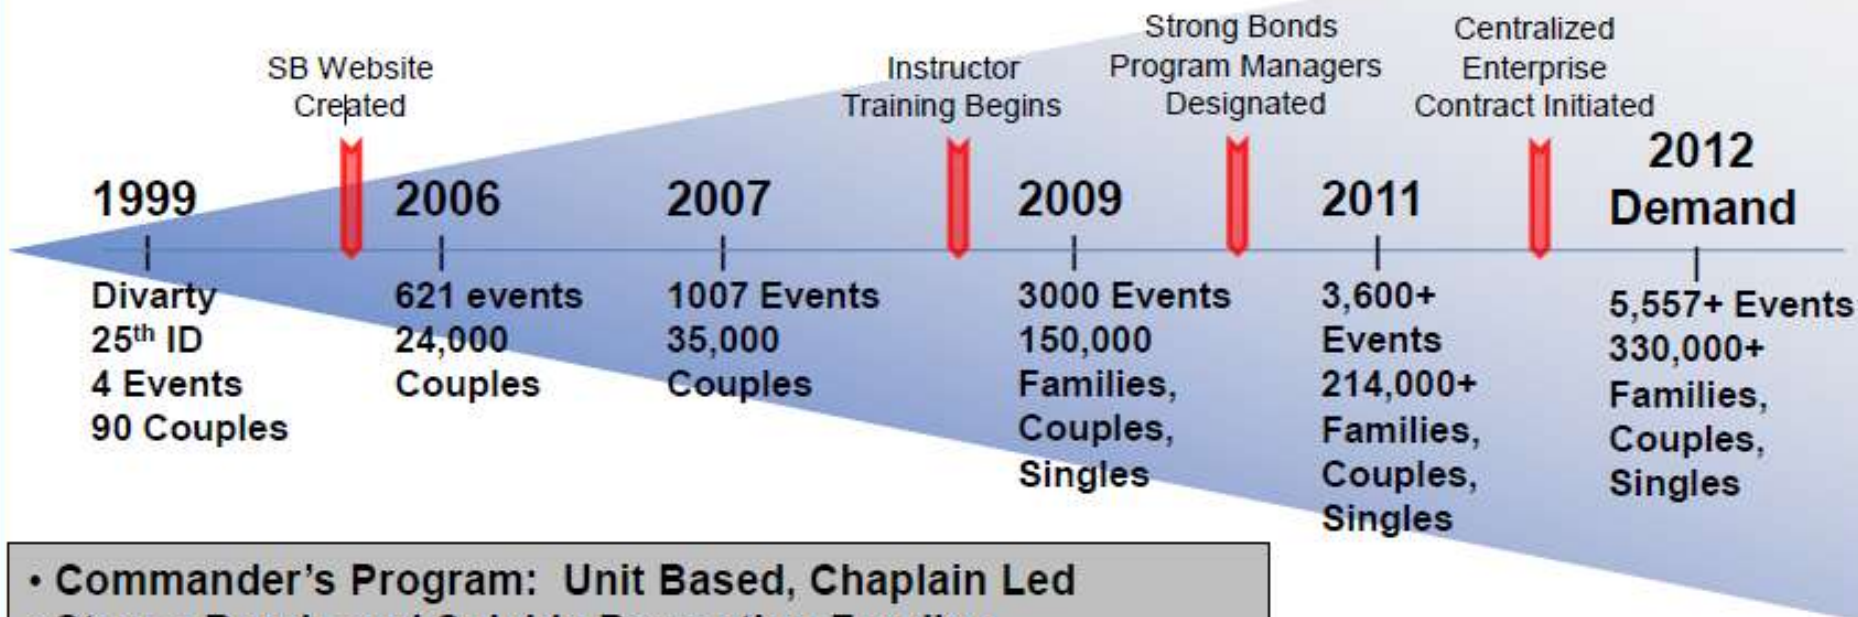 SB Website
Created
Instructor
Training Begins
Strong Bonds
Program Managers
Designated
Centralized
Enterprise
Contract Initiated
1999
2006
2007
2009
2011
2012
Demand
Divarty
25th ID
4 Events
90 Couples
621 events
24,000
Couples
1007 Events
35,000
Couples
3000 Events
150,000
Families,
Couples,
Singles
3,600+
Events
214,000+
Families,
Couples,
Singles
5,557+ Events
330,000+
Families,
Couples,
Singles
• Commander's Program: Unit Based, Chaplain Led